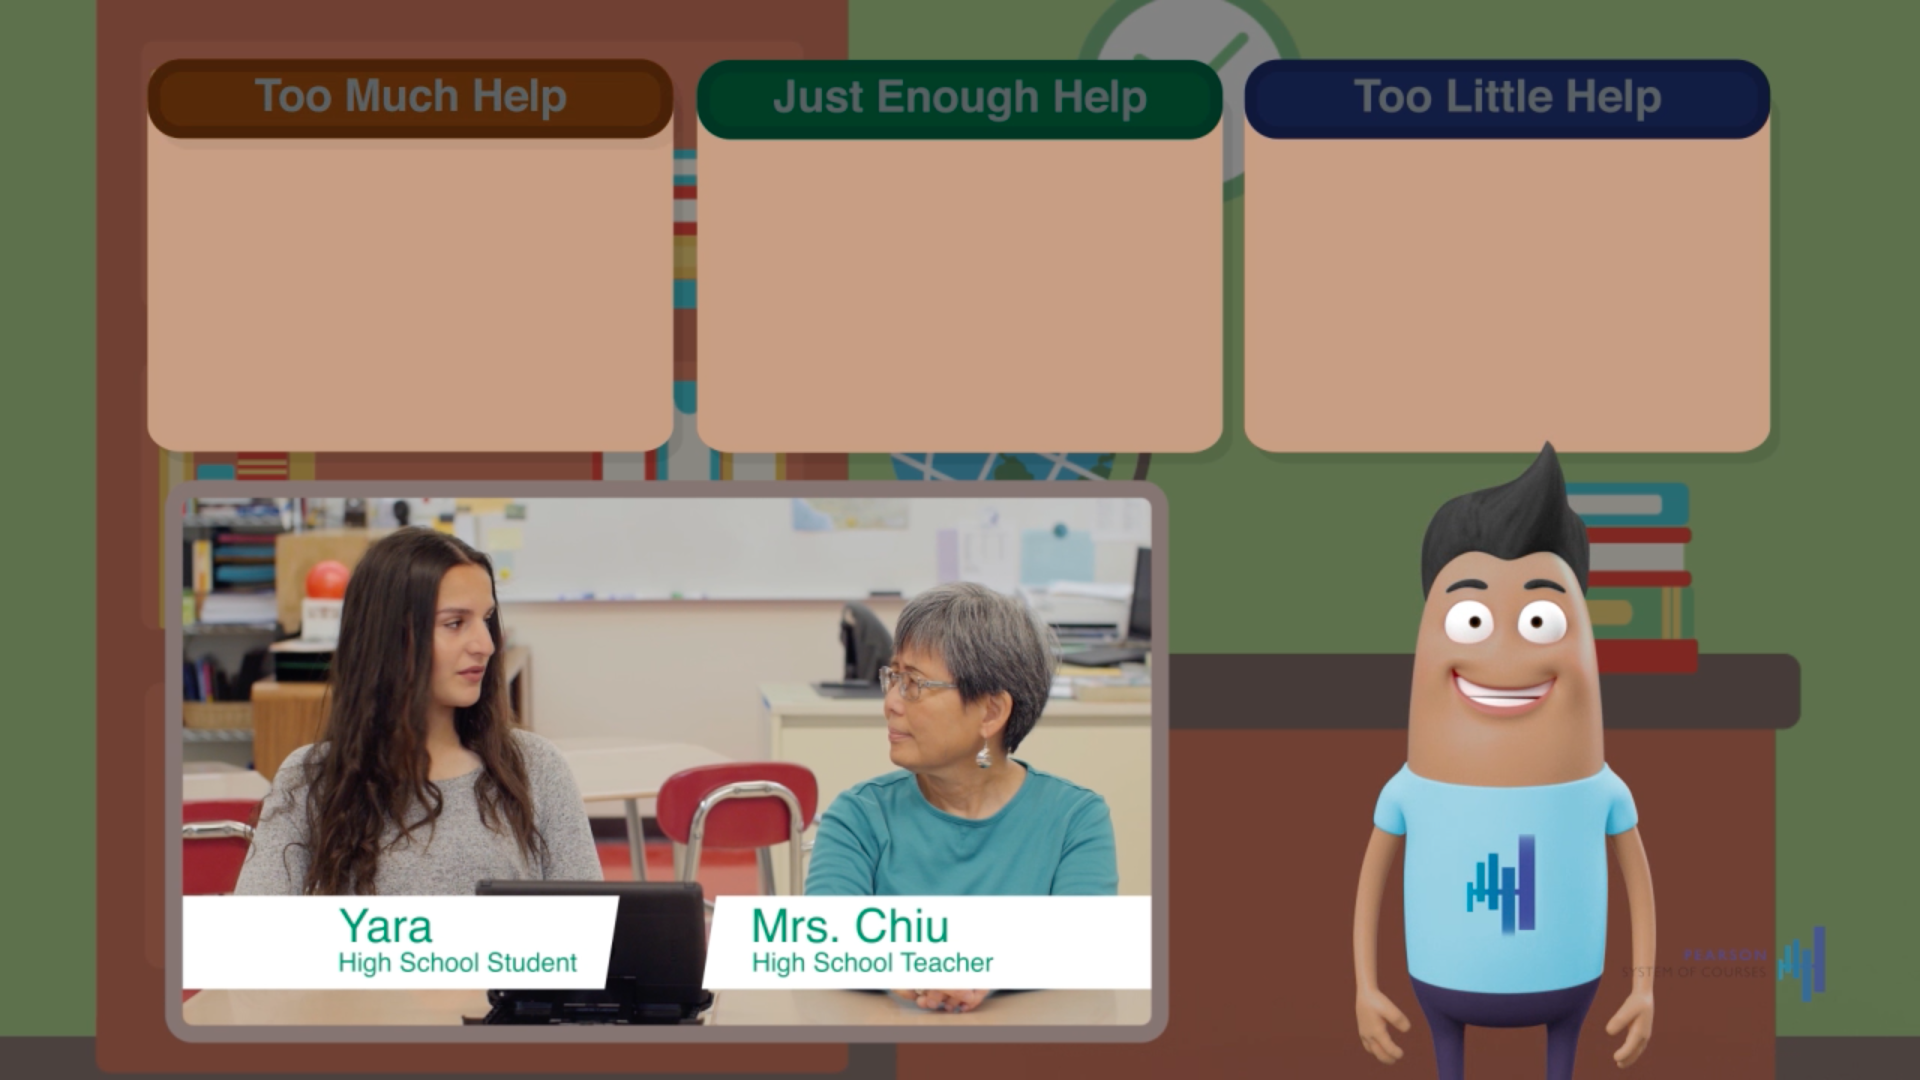 Too Much Help
Just Enough Help
Too Little Help
Yara
High School Student
Mrs. Chiu
High School Teacher
PEARSON
SYSTEM OF COURSES